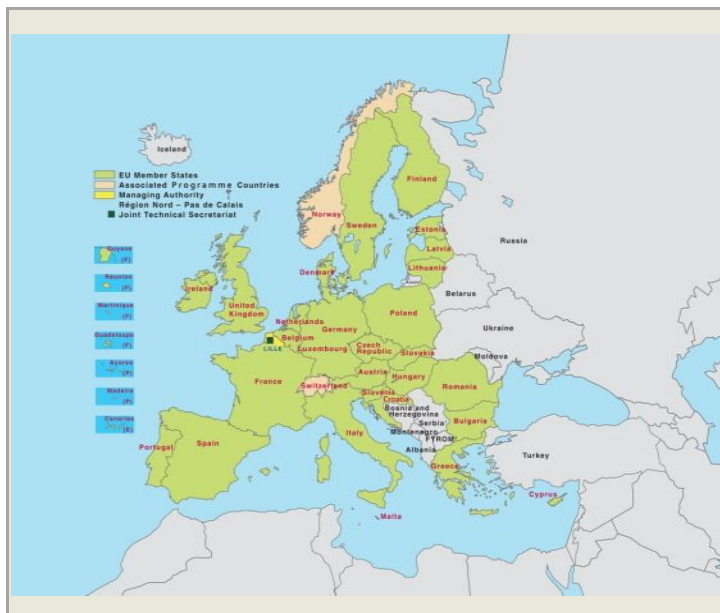 Iceland
EU Member States
Associated Programme Countries
Managing Authority
Région Nord – Pas de Calais
Joint Technical Secretariat
Finland
Norway
Sweden
Estonia
Russia
Latvia
Guyane
(F)
Denmark
Lithuania
Réunion
(F)
Ireland
Belarus
Martinique
(F)
United
Kingdom
Netherlands
Poland
Germany
Ukraine
Guadeloupe
(F)
Belgium
LILLE
Luxembourg
Czech
Republic
Slovakia
Moldova
Açores
(P)
Austria
Hungary
France
Switzerland
Romania
Madeira
(P)
Slovenia
Croatia
Bosnia and
Herzegovina
Serbia
Bulgaria
Canarias
(E)
Italy
Montenegro
FYROM
Portugal
Spain
Albania
Turkey
Greece
Cyprus
Malta